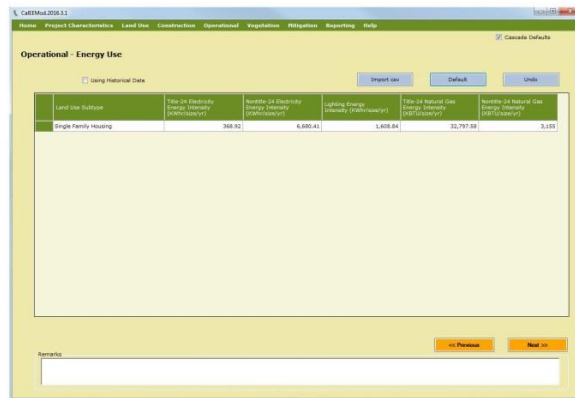 CalEEMod.2016.3.1
Home Project Characteristics Land Use Construction Operational Vegetation Mitigation Reporting Help
Cascade Defaults
Operational - Energy Use
Using Historical Data
Import csv
Default
Undo
Land Use Subtype
Title-24 Electricity
Energy Intensity
(KWhr/size/yr)
Nontitle-24 Electricity
Energy Intensity
(KWhr/size/yr)
Lighting Energy
Intensity (KWhr/size/yr)
Title-24 Natural Gas
Energy Intensity
(KBTU/size/yr)
Nontitle-24 Natural Gas
Energy Intensity
(KBTU/size/yr)
Single Family Housing 368.92 6,680.41 1,608.84 32,797.58 3,155
<< Previous
Next >>
Remarks